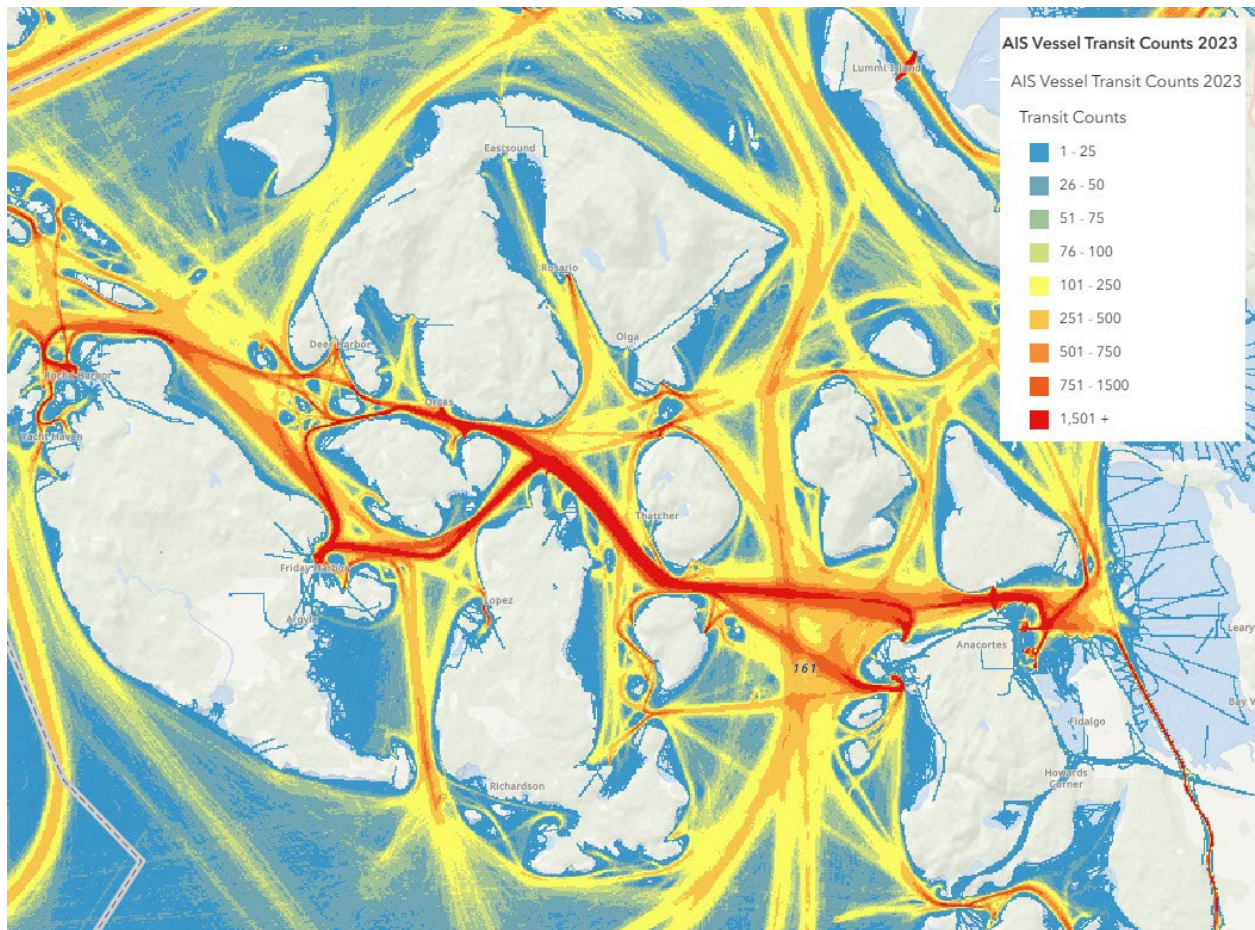 AIS Vessel Transit Counts 2023
AIS Vessel Transit Counts 2023
Transit Counts
1 - 25
26 - 50
51 - 75
76 - 100
101 - 250
251 - 500
501 - 750
751 - 1500
1,501 +
Lummi Island
Eastsound
Rosario
Olga
Deer Harbor
Orcas
Roche Harbor
Yacht Haven
Thatcher
Friday Harbor
Lopez
Argyle
Anacortes
Leary
161
Bay V
Fidalgo
Howards
Corner
Richardson